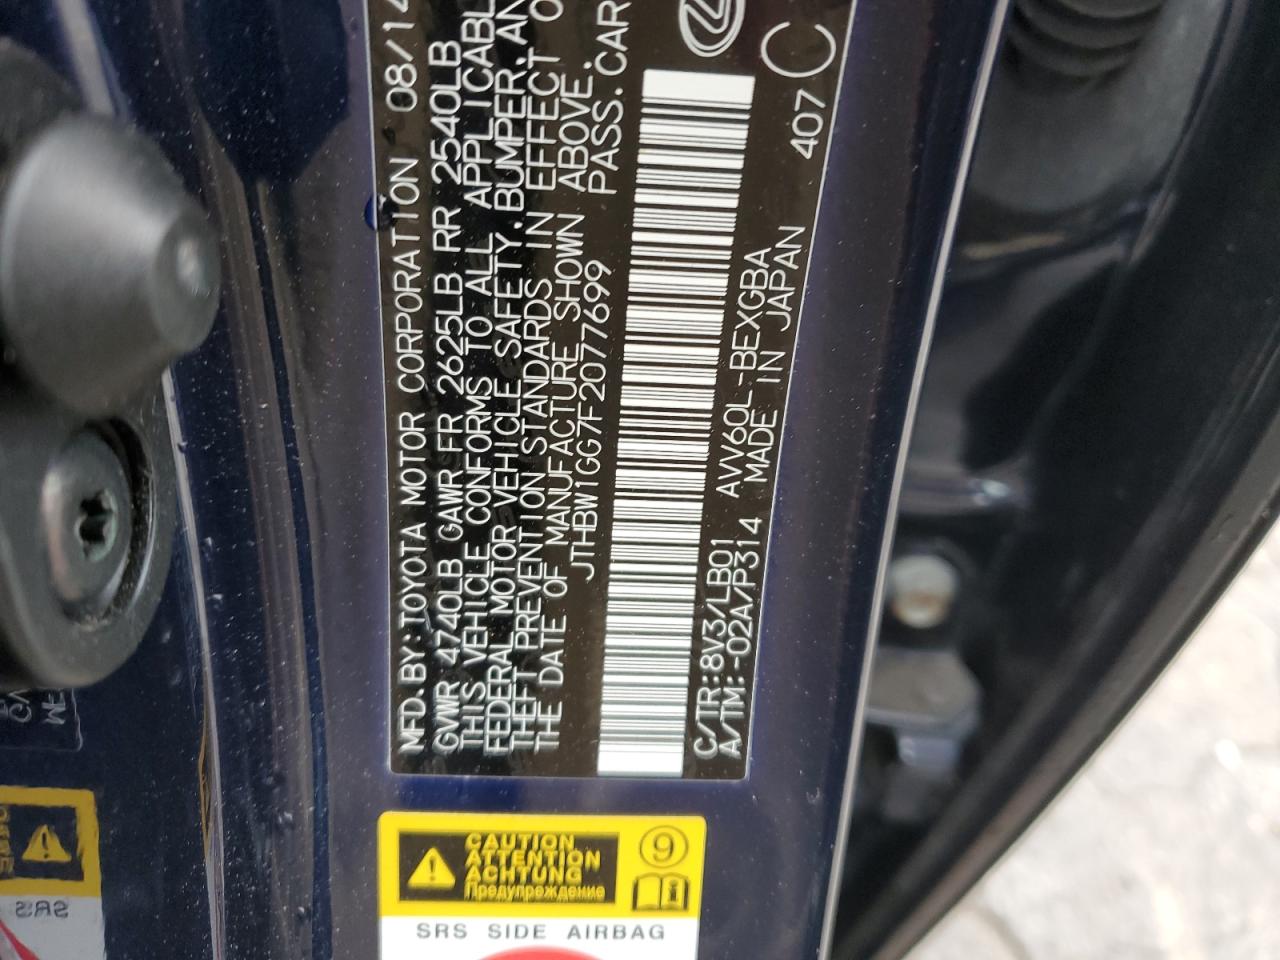 MFD.BY:TOYOTA MOTOR CORPORATION 08/14
GVWR 4740LB GAWR FR 2625LB RR 2540LB
THIS VEHICLE CONFORMS TO ALL APPLICABL
FEDERAL MOTOR VEHICLE SAFETY,BUMPER,AN
THEFT PREVENTION STANDARDS IN EFFECT O
THE DATE OF MANUFACTURE SHOWN ABOVE.
JTHBW1GG7F2077699 PASS.CAR
C/TR:8V3/LB01 AVV60L-BEXGBA
A/TM:-02A/P314 MADE IN JAPAN 407 C
CAUTION
ATTENTION
ACHTUNG
Предупреждение
9
SRS SIDE AIRBAG
SRS